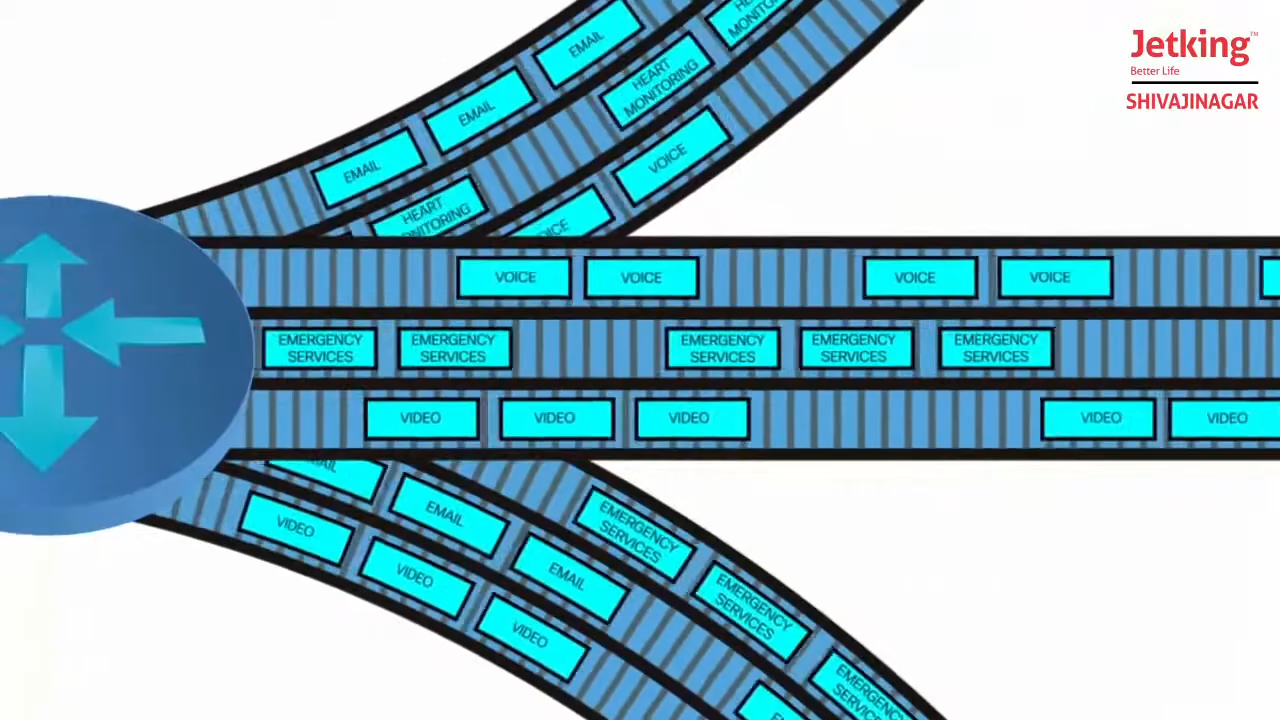 Jetking™
Better Life
SHIVAJINAGAR
EMAIL
EMAIL
EMAIL
HEART
MONITORING
HEART
MONITORING
VOICE
VOICE
VOICE
VOICE
VOICE
EMERGENCY
SERVICES
EMERGENCY
SERVICES
EMERGENCY
SERVICES
EMERGENCY
SERVICES
EMERGENCY
SERVICES
VIDEO
VIDEO
VIDEO
VIDEO
VIDEO
EMAIL
EMAIL
EMERGENCY
SERVICES
EMERGENCY
SERVICES
EMERGENCY
VIDEO
VIDEO
VIDEO